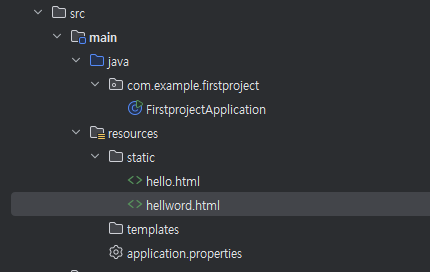 src
main
java
com.example.firstproject
FirstprojectApplication
resources
static
hello.html
hellword.html
templates
application.properties